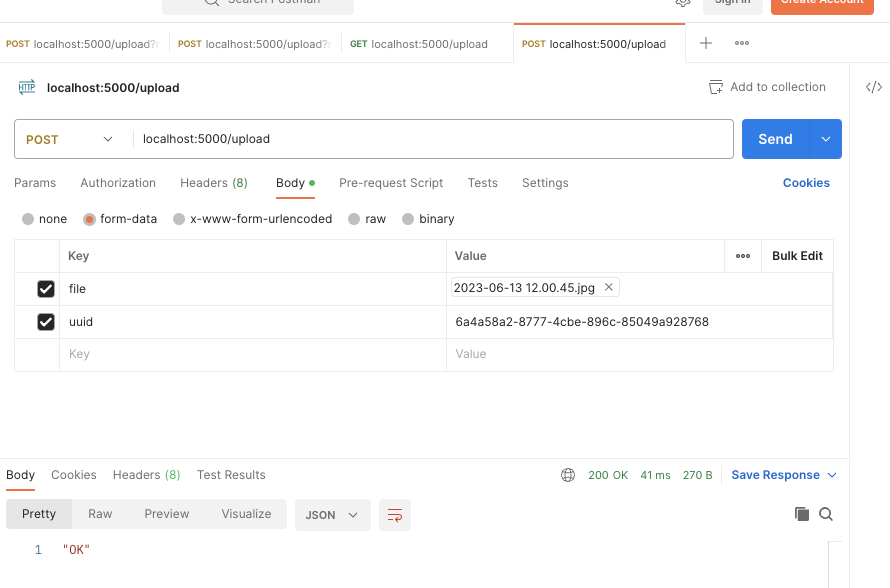 Search Postman Sign in Create Account
POST localhost:5000/upload? POST localhost:5000/upload? GET localhost:5000/upload POST localhost:5000/upload
HTTP localhost:5000/upload Add to collection </>
POST localhost:5000/upload Send
Params Authorization Headers (8) Body Pre-request Script Tests Settings Cookies
none form-data x-www-form-urlencoded raw binary
Key Value Bulk Edit
file 2023-06-13 12.00.45.jpg
uuid 6a4a58a2-8777-4cbe-896c-85049a928768
Key Value
Body Cookies Headers (8) Test Results 200 OK 41 ms 270 B Save Response
Pretty Raw Preview Visualize JSON
1 "OK"